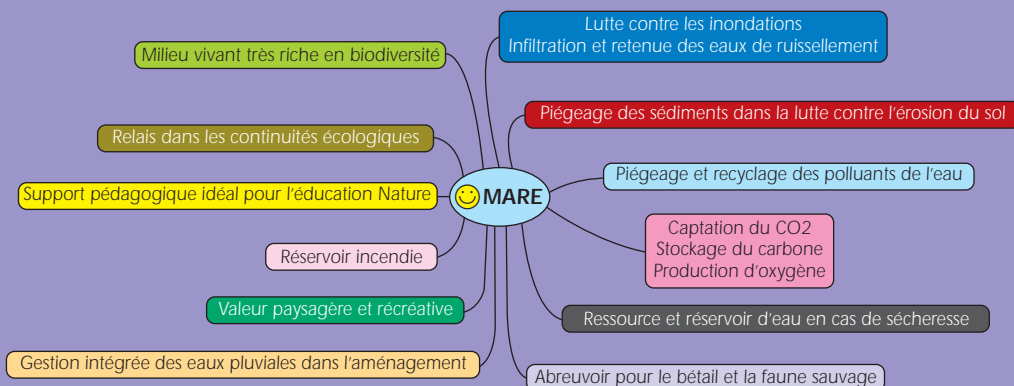 Lutte contre les inondations
Infiltration et retenue des eaux de ruissellement
Milieu vivant très riche en biodiversité
Piégeage des sédiments dans la lutte contre l'érosion du sol
Relais dans les continuités écologiques
Piégeage et recyclage des polluants de l'eau
Support pédagogique idéal pour l'éducation Nature
MARE
Captation du CO2
Stockage du carbone
Production d'oxygène
Réservoir incendie
Valeur paysagère et récréative
Ressource et réservoir d'eau en cas de sécheresse
Gestion intégrée des eaux pluviales dans l'aménagement
Abreuvoir pour le bétail et la faune sauvage